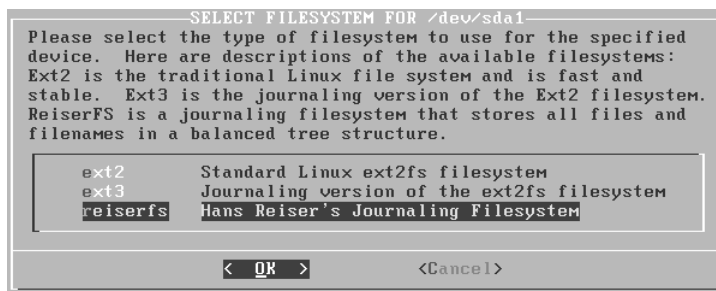 SELECT FILESYSTEM FOR /dev/sda1
Please select the type of filesystem to use for the specified
device.  Here are descriptions of the available filesystems:
Ext2 is the traditional Linux file system and is fast and
stable.  Ext3 is the journaling version of the Ext2 filesystem.
ReiserFS is a journaling filesystem that stores all files and
filenames in a balanced tree structure.
ext2 Standard Linux ext2fs filesystem
ext3 Journaling version of the ext2fs filesystem
reiserfs Hans Reiser's Journaling Filesystem
< OK > <Cancel>